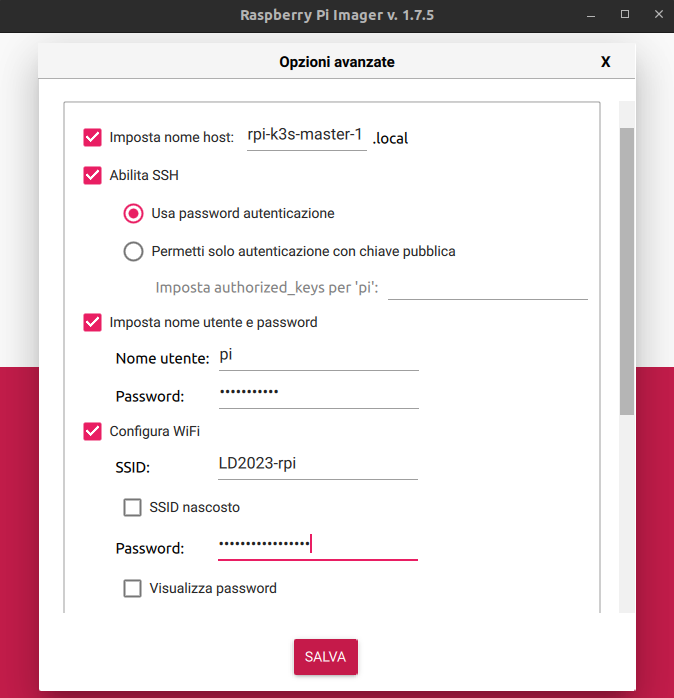 Raspberry Pi Imager v. 1.7.5
Opzioni avanzate
X
Imposta nome host: rpi-k3s-master-1 .local
Abilita SSH
Usa password autenticazione
Permetti solo autenticazione con chiave pubblica
Imposta authorized_keys per 'pi':
Imposta nome utente e password
Nome utente: pi
Password: •••••••••••
Configura WiFi
SSID: LD2023-rpi
SSID nascosto
Password: •••••••••••••••••
Visualizza password
SALVA